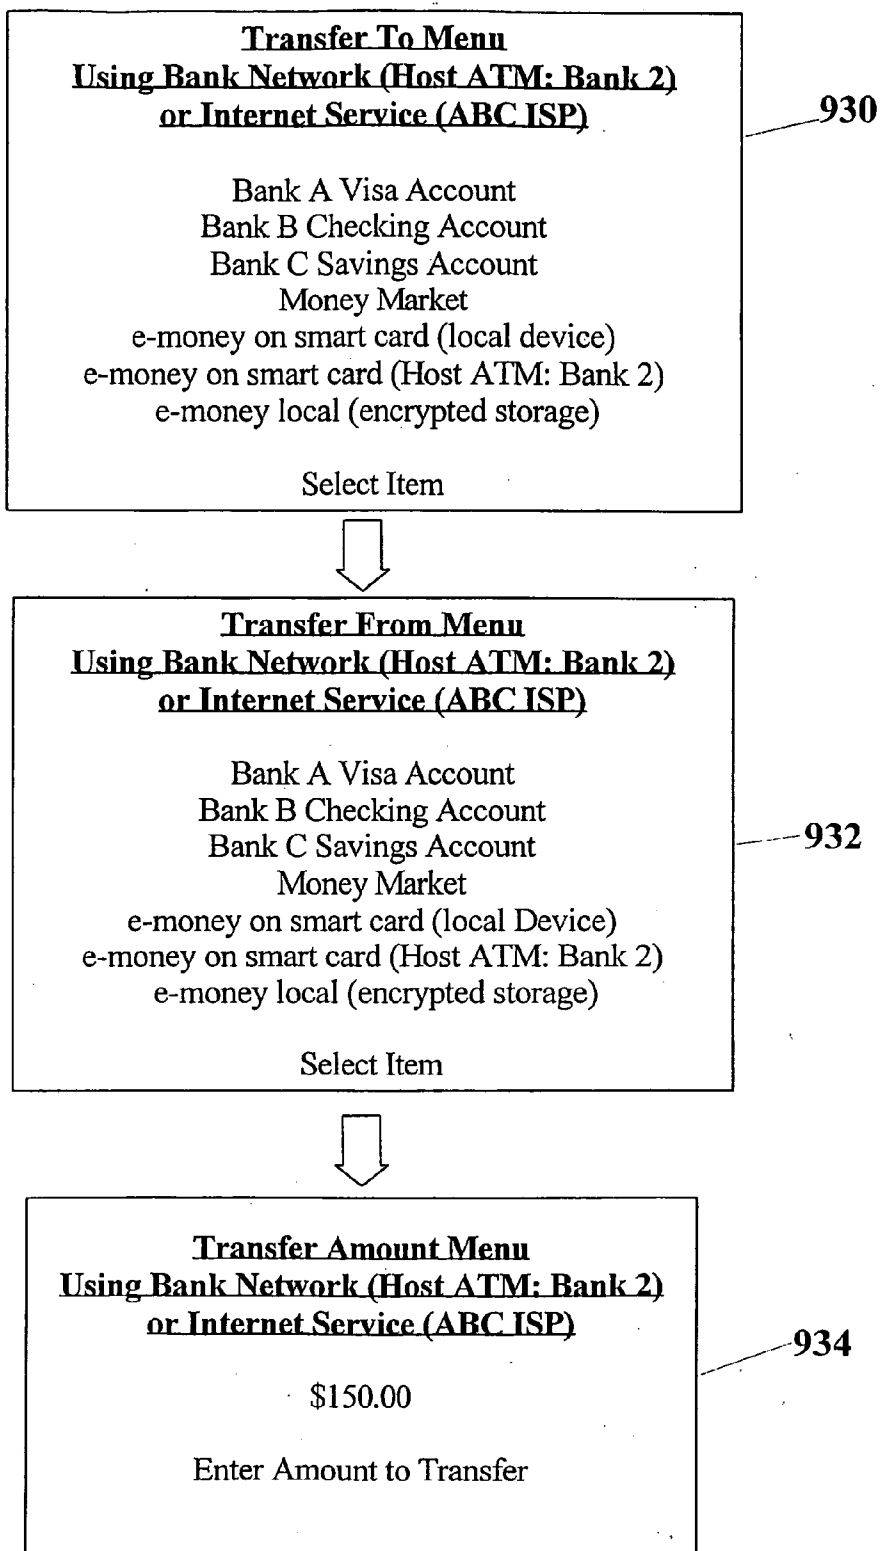 Transfer To Menu
Using Bank Network (Host ATM: Bank 2)
or Internet Service (ABC ISP)
930
Bank A Visa Account
Bank B Checking Account
Bank C Savings Account
Money Market
e-money on smart card (local device)
e-money on smart card (Host ATM: Bank 2)
e-money local (encrypted storage)
Select Item
Transfer From Menu
Using Bank Network (Host ATM: Bank 2)
or Internet Service (ABC ISP)
Bank A Visa Account
Bank B Checking Account
932
Bank C Savings Account
Money Market
e-money on smart card (local Device)
e-money on smart card (Host ATM: Bank 2)
e-money local (encrypted storage)
Select Item
Transfer Amount Menu
Using Bank Network (Host ATM: Bank 2)
or Internet Service (ABC ISP)
934
$150.00
Enter Amount to Transfer